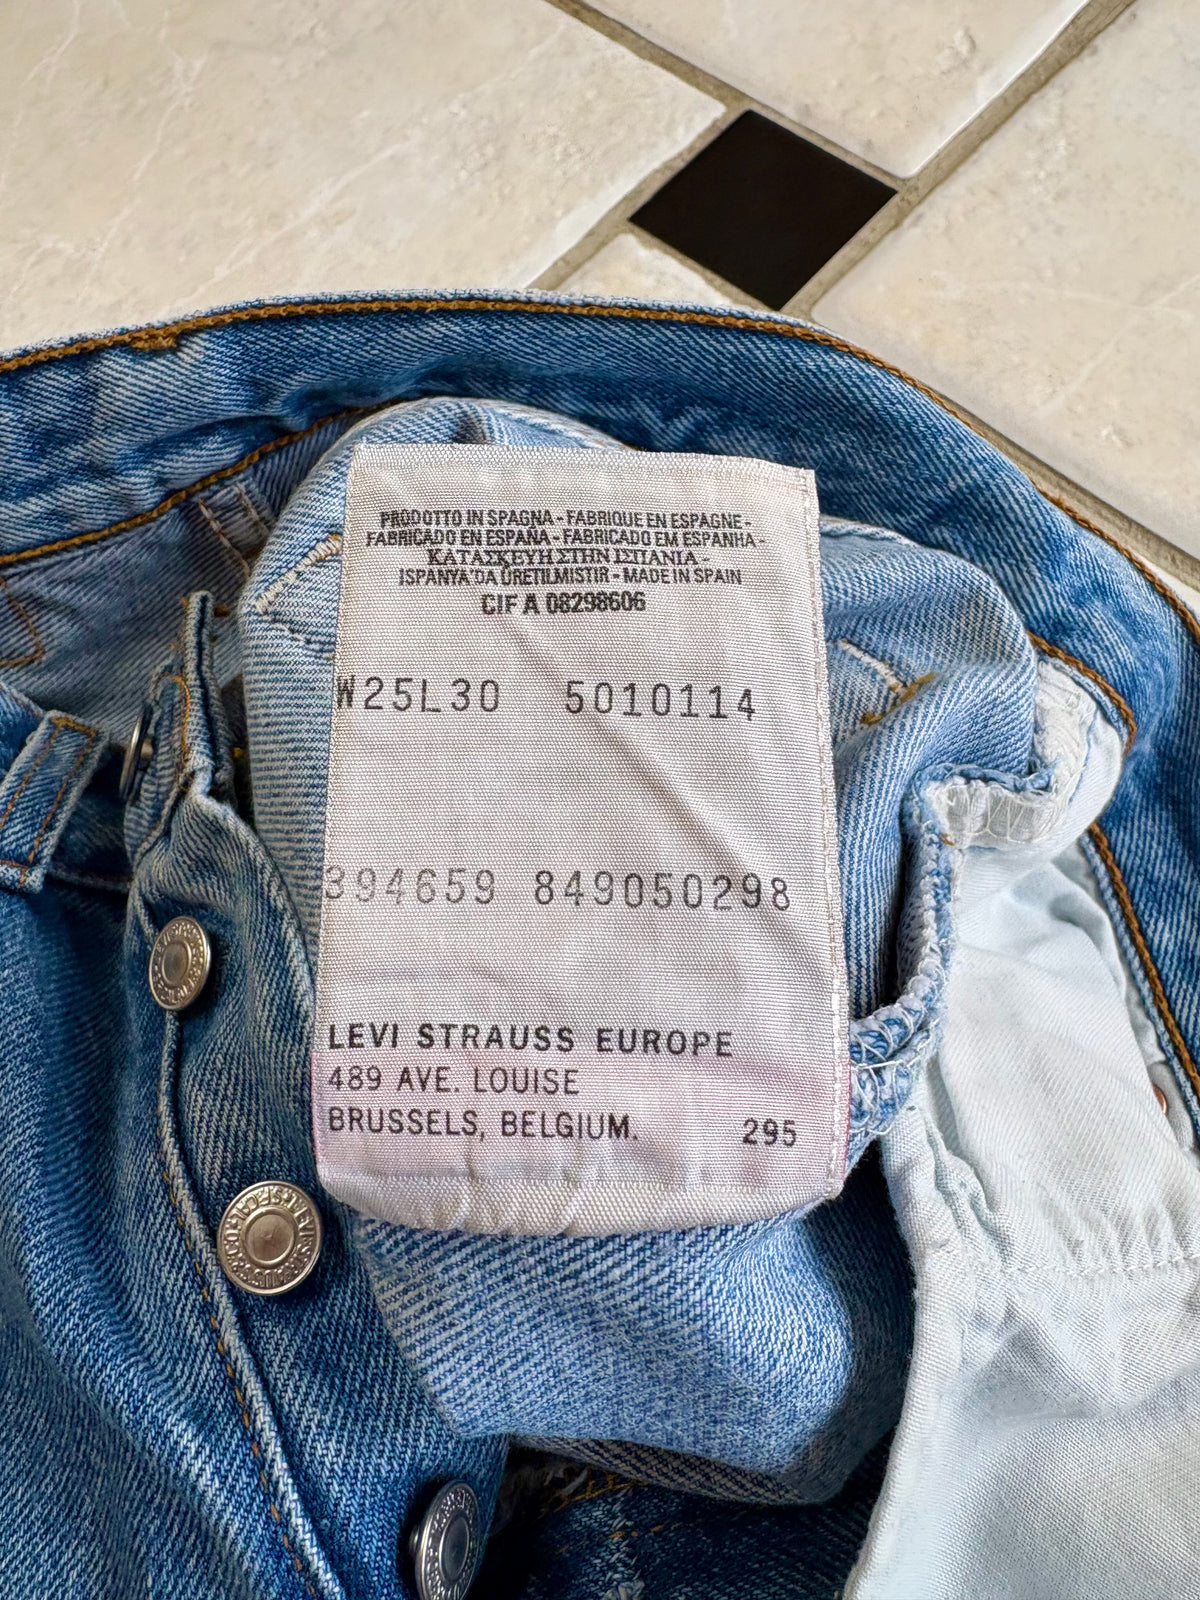 PRODOTTO IN SPAGNA - FABRIQUE EN ESPAGNE -
FABRICADO EN ESPAÑA - FABRICADO EM ESPANHA -
ΚΑΤΑΣΚΕΥΗ ΣΤΗΝ ΙΣΠΑΝΙΑ -
ISPANYA'DA ÜRETILMISTIR - MADE IN SPAIN
CIF A 08298606
W25L30 5010114
394659 849050298
LEVI STRAUSS EUROPE
489 AVE. LOUISE
BRUSSELS, BELGIUM. 295